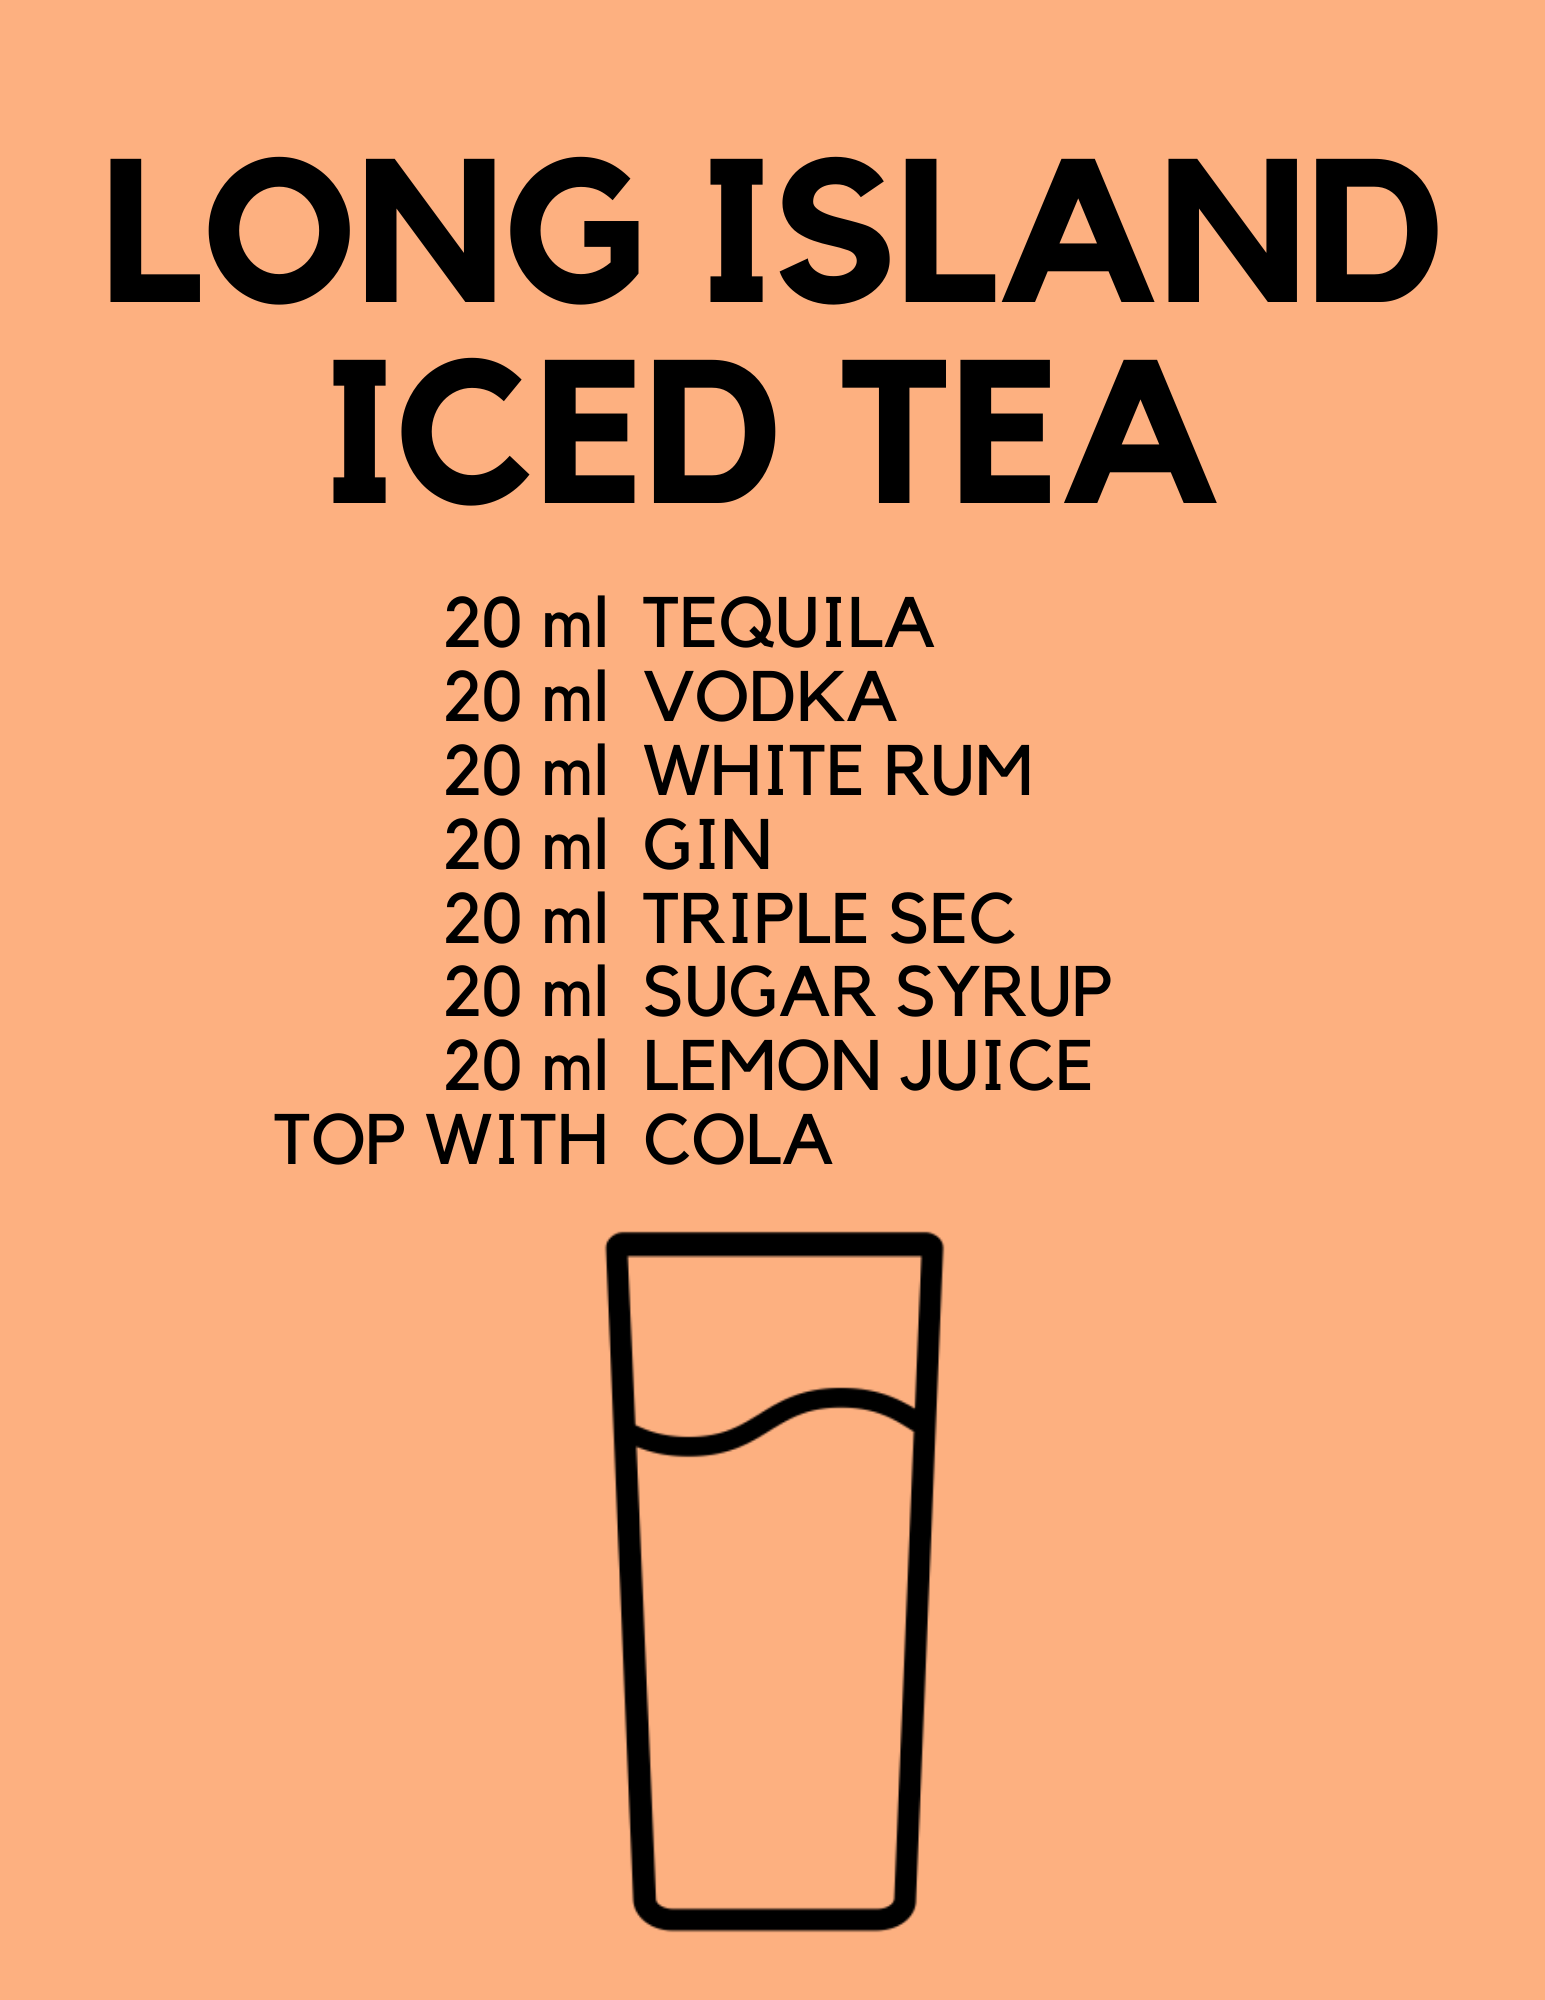 LONG ISLAND
ICED TEA
20 ml TEQUILA
20 ml VODKA
20 ml WHITE RUM
20 ml GIN
20 ml TRIPLE SEC
20 ml SUGAR SYRUP
20 ml LEMON JUICE
TOP WITH COLA